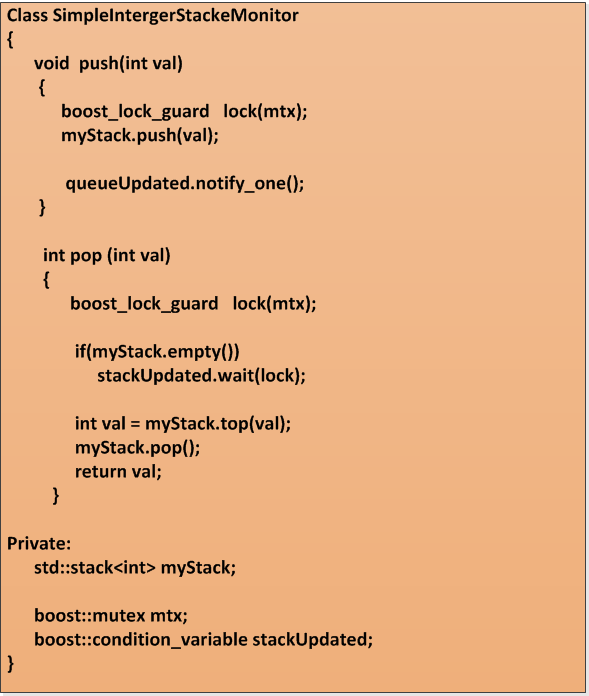 Class SimpleIntergerStackeMonitor
{
void  push(int val)
{
boost_lock_guard   lock(mtx);
myStack.push(val);
queueUpdated.notify_one();
}
int pop (int val)
{
boost_lock_guard   lock(mtx);
if(myStack.empty())
stackUpdated.wait(lock);
int val = myStack.top(val);
myStack.pop();
return val;
}
Private:
std::stack<int> myStack;
boost::mutex mtx;
boost::condition_variable stackUpdated;
}